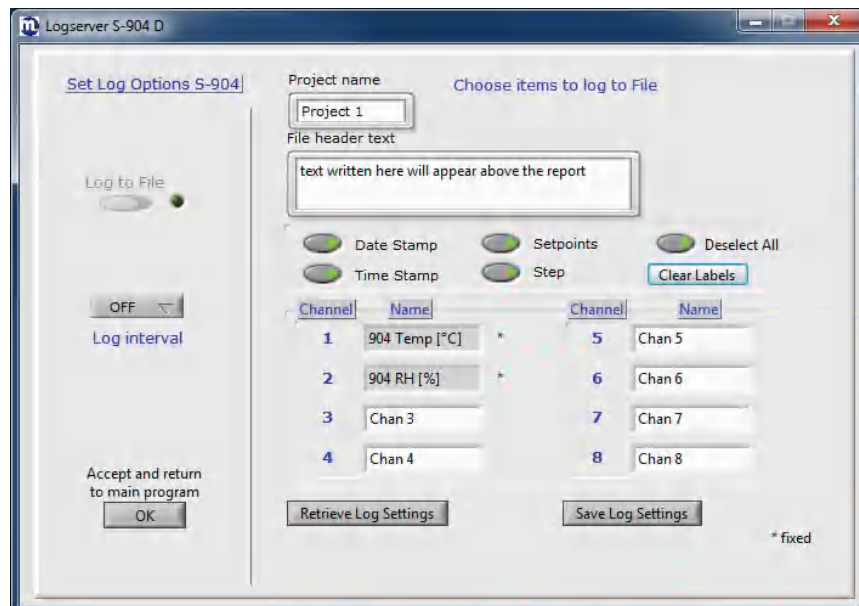 Logserver S-904 D
Set Log Options S-904
Project name
Choose items to log to File
Project 1
File header text
text written here will appear above the report
Log to File
Date Stamp
Setpoints
Deselect All
Time Stamp
Step
Clear Labels
OFF
Log interval
Channel Name Channel Name
1 904 Temp [°C] * 5 Chan 5
2 904 RH [%] * 6 Chan 6
3 Chan 3 7 Chan 7
4 Chan 4 8 Chan 8
Accept and return
to main program
OK
Retrieve Log Settings
Save Log Settings
* fixed